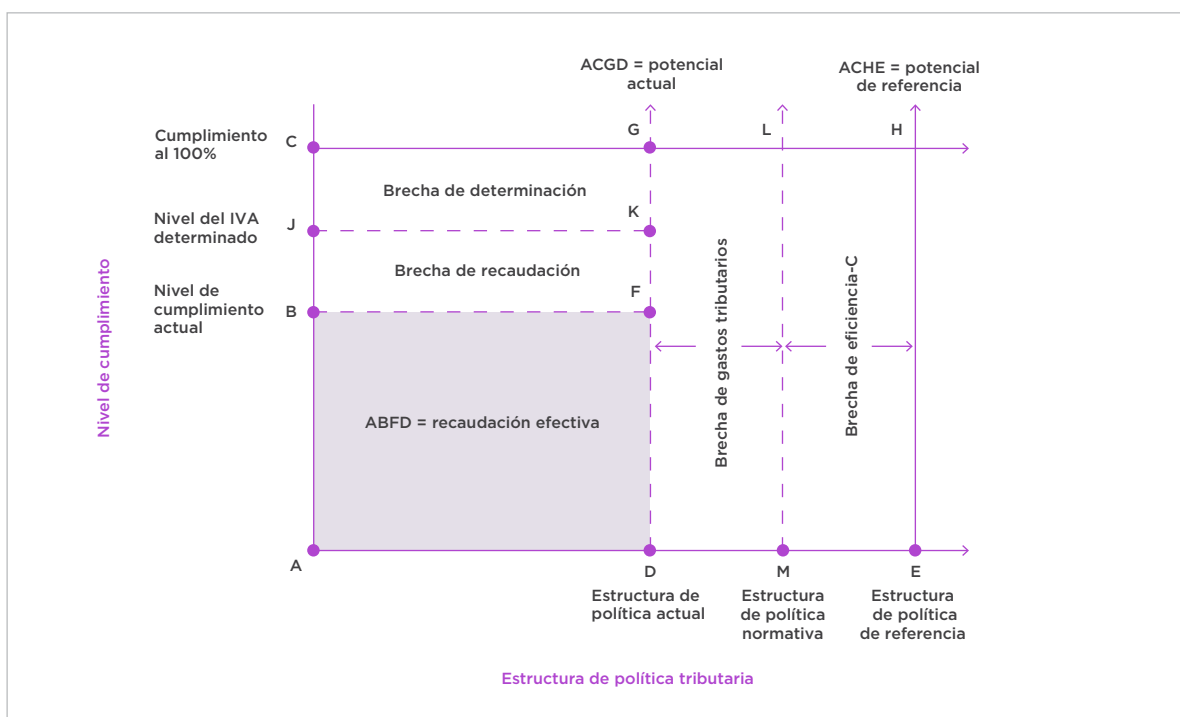 ACGD = potencial
actual
ACHE = potencial
de referencia
Cumplimiento
al 100%
C
G
L
H
Brecha de determinación
Nivel del IVA
determinado
J
K
Brecha de recaudación
Nivel de
cumplimiento
actual
B
F
Nivel de cumplimiento
Brecha de gastos tributarios
Brecha de eficiencia-C
ABFD = recaudación efectiva
A
D
M
E
Estructura de
política actual
Estructura
de política
normativa
Estructura
de política
de referencia
Estructura de política tributaria